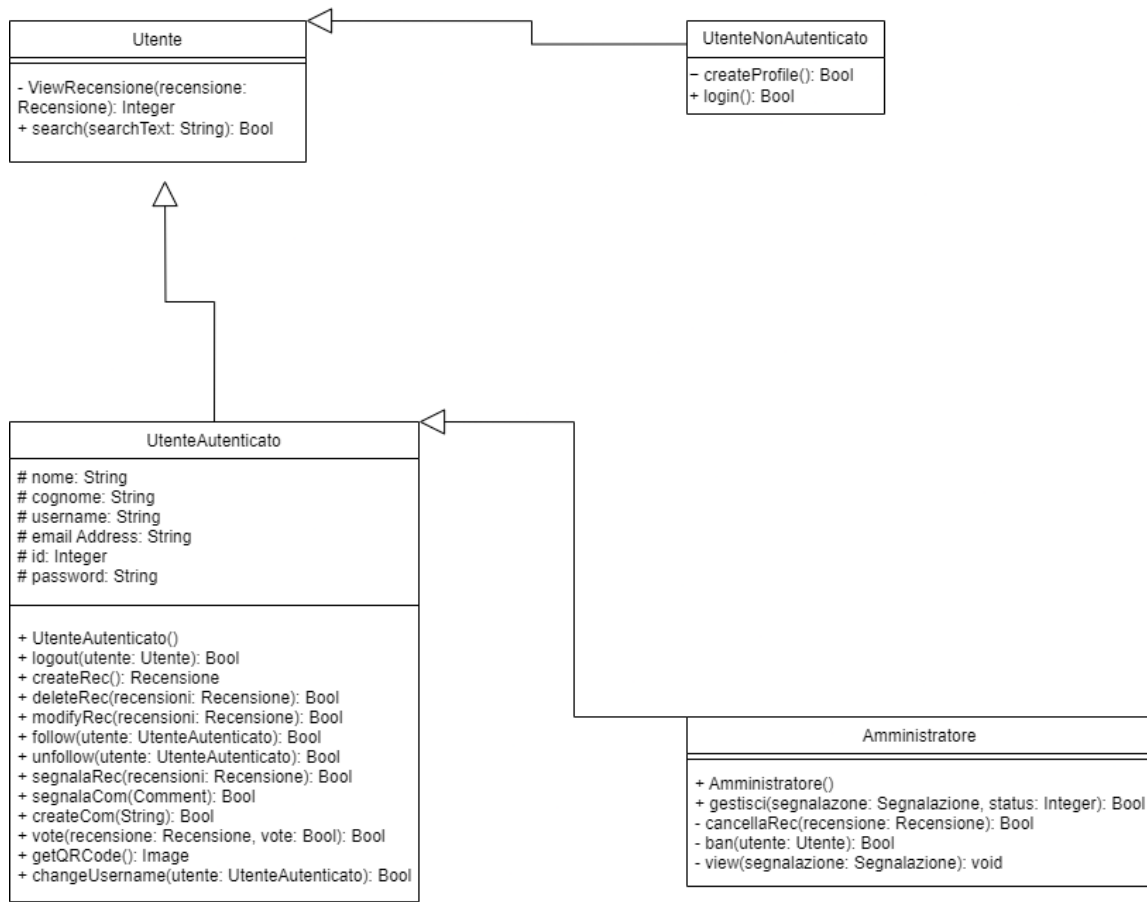 Utente
- ViewRecensione(recensione:
Recensione): Integer
+ search(searchText: String): Bool
UtenteNonAutenticato
− createProfile(): Bool
+ login(): Bool
UtenteAutenticato
# nome: String
# cognome: String
# username: String
# email Address: String
# id: Integer
# password: String
+ UtenteAutenticato()
+ logout(utente: Utente): Bool
+ createRec(): Recensione
+ deleteRec(recensioni: Recensione): Bool
+ modifyRec(recensioni: Recensione): Bool
+ follow(utente: UtenteAutenticato): Bool
+ unfollow(utente: UtenteAutenticato): Bool
+ segnalaRec(recensioni: Recensione): Bool
+ segnalaCom(Comment): Bool
+ createCom(String): Bool
+ vote(recensione: Recensione, vote: Bool): Bool
+ getQRCode(): Image
+ changeUsername(utente: UtenteAutenticato): Bool
Amministratore
+ Amministratore()
+ gestisci(segnalazone: Segnalazione, status: Integer): Bool
- cancellaRec(recensione: Recensione): Bool
- ban(utente: Utente): Bool
- view(segnalazione: Segnalazione): void